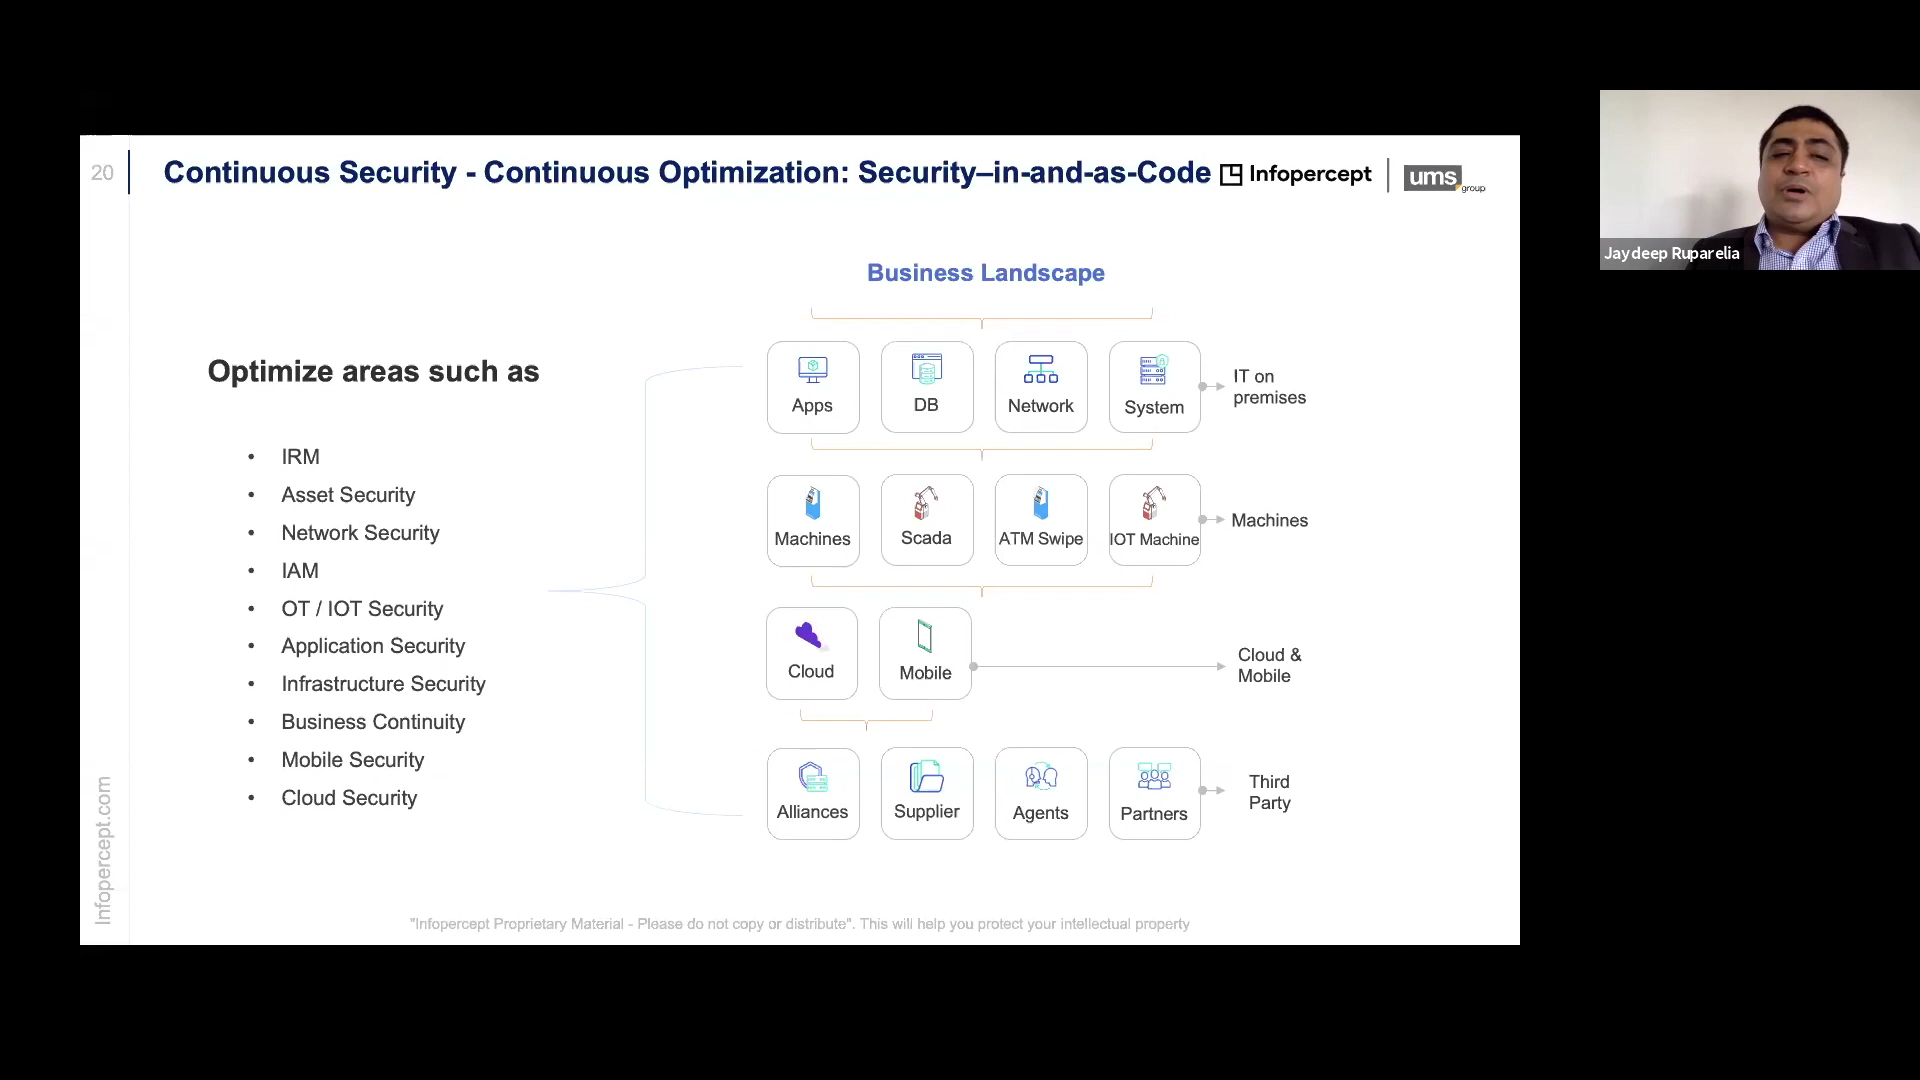 20
Continuous Security - Continuous Optimization: Security–in-and-as-Code
Infopercept
ums group
Jaydeep Ruparelia
Business Landscape
Optimize areas such as
• IRM
• Asset Security
• Network Security
• IAM
• OT / IOT Security
• Application Security
• Infrastructure Security
• Business Continuity
• Mobile Security
• Cloud Security
Apps
DB
Network
System
IT on
premises
Machines
Scada
ATM Swipe
IOT Machine
Machines
Cloud
Mobile
Cloud &
Mobile
Alliances
Supplier
Agents
Partners
Third
Party
Infopercept.com
"Infopercept Proprietary Material - Please do not copy or distribute". This will help you protect your intellectual property